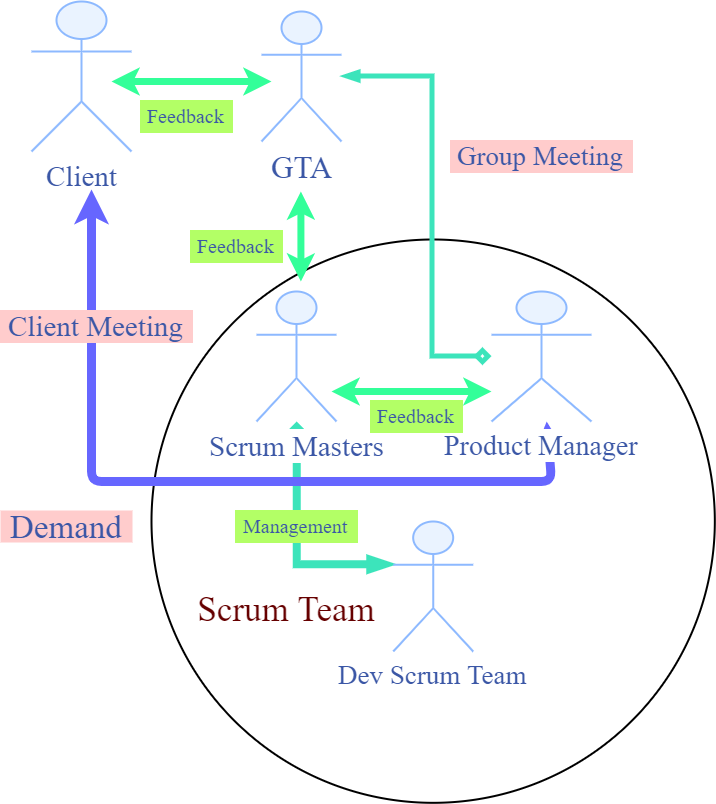 Feedback
Client
GTA
Group Meeting
Feedback
Client Meeting
Feedback
Scrum Masters
Product Manager
Demand
Management
Scrum Team
Dev Scrum Team